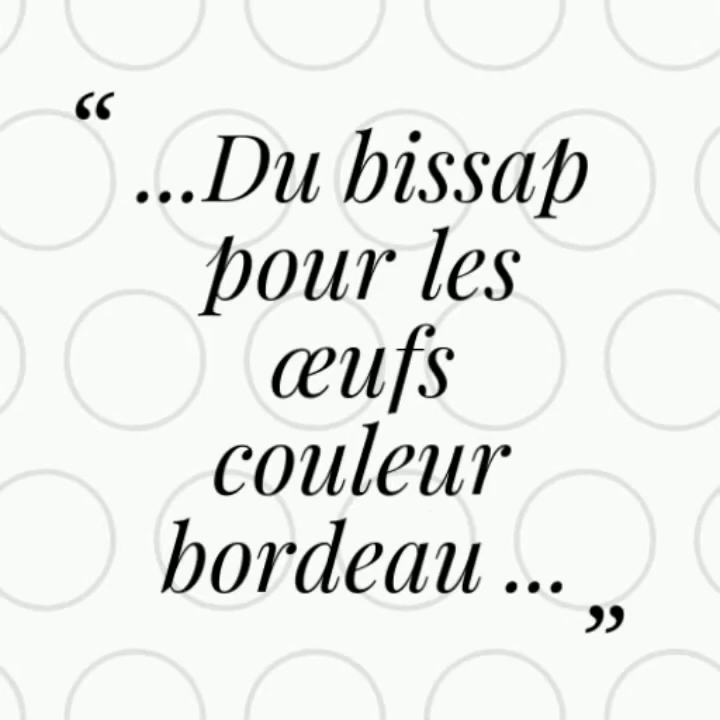 “
...Du bissap
pour les
œufs
couleur
bordeau ...
”